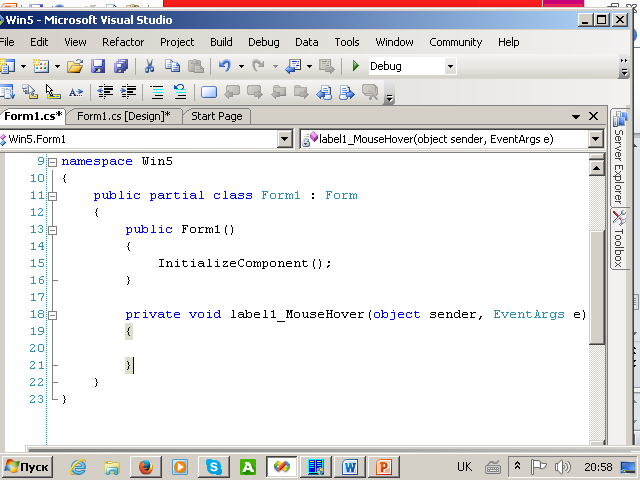 Win5 - Microsoft Visual Studio
File Edit View Refactor Project Build Debug Data Tools Window Community Help
Debug
Form1.cs* Form1.cs [Design]* Start Page
Win5.Form1 label1_MouseHover(object sender, EventArgs e)
Server Explorer
Toolbox
9 namespace Win5
10 {
11 public partial class Form1 : Form
12 {
13 public Form1()
14 {
15 InitializeComponent();
16 }
17
18 private void label1_MouseHover(object sender, EventArgs e)
19 {
20
21 }
22 }
23 }
Пуск UK 20:58